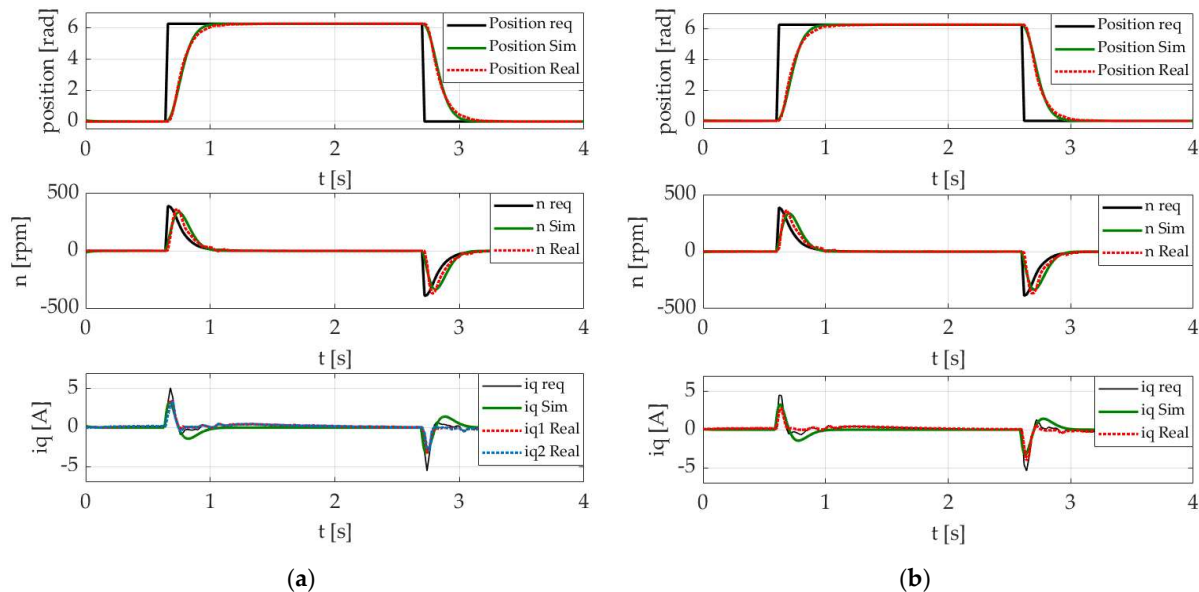 position [rad]
6
4
2
0
Position req
Position Sim
Position Real
0 1 2 3 4
t [s]
n [rpm]
500
0
-500
n req
n Sim
n Real
0 1 2 3 4
t [s]
iq [A]
5
0
-5
iq req
iq Sim
iq1 Real
iq2 Real
0 1 2 3 4
t [s]
(a)
position [rad]
6
4
2
0
Position req
Position Sim
Position Real
0 1 2 3 4
t [s]
n [rpm]
500
0
-500
n req
n Sim
n Real
0 1 2 3 4
t [s]
iq [A]
5
0
-5
iq req
iq Sim
iq Real
0 1 2 3 4
t [s]
(b)